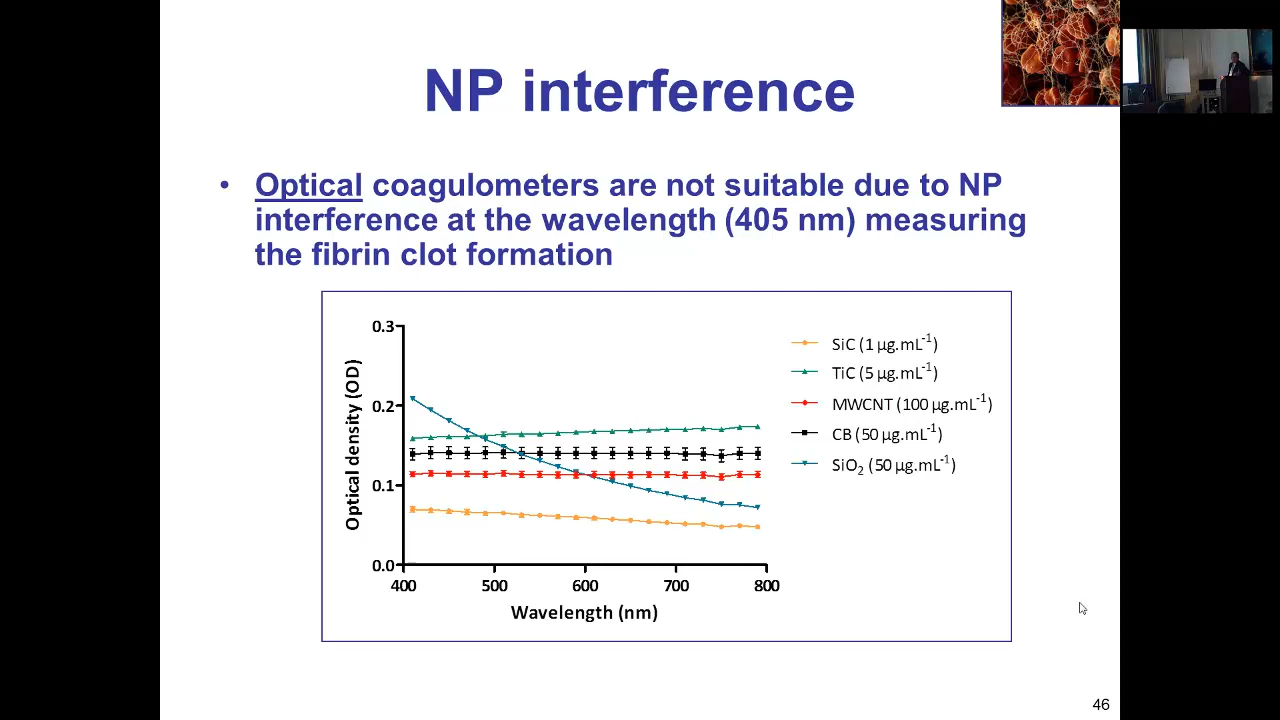 NP interference
• Optical coagulometers are not suitable due to NP
interference at the wavelength (405 nm) measuring
the fibrin clot formation
0.3
0.2
0.1
0.0
Optical density (OD)
400 500 600 700 800
Wavelength (nm)
SiC (1 µg.mL⁻¹)
TiC (5 µg.mL⁻¹)
MWCNT (100 µg.mL⁻¹)
CB (50 µg.mL⁻¹)
SiO₂ (50 µg.mL⁻¹)
46